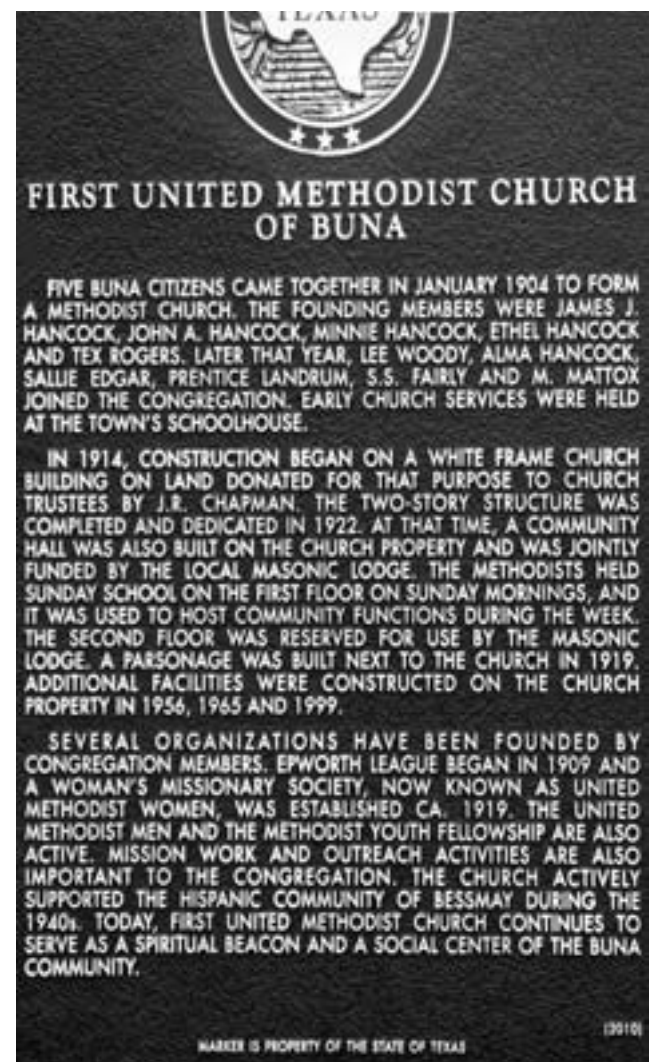 TEXAS
FIRST UNITED METHODIST CHURCH
OF BUNA
FIVE BUNA CITIZENS CAME TOGETHER IN JANUARY 1904 TO FORM
A METHODIST CHURCH. THE FOUNDING MEMBERS WERE JAMES J.
HANCOCK, JOHN A. HANCOCK, MINNIE HANCOCK, ETHEL HANCOCK
AND TEX ROGERS. LATER THAT YEAR, LEE WOODY, ALMA HANCOCK,
SALLIE EDGAR, PRENTICE LANDRUM, S.S. FAIRLY AND M. MATTOX
JOINED THE CONGREGATION. EARLY CHURCH SERVICES WERE HELD
AT THE TOWN'S SCHOOLHOUSE.
IN 1914, CONSTRUCTION BEGAN ON A WHITE FRAME CHURCH
BUILDING ON LAND DONATED FOR THAT PURPOSE TO CHURCH
TRUSTEES BY J.R. CHAPMAN. THE TWO-STORY STRUCTURE WAS
COMPLETED AND DEDICATED IN 1922. AT THAT TIME, A COMMUNITY
HALL WAS ALSO BUILT ON THE CHURCH PROPERTY AND WAS JOINTLY
FUNDED BY THE LOCAL MASONIC LODGE. THE METHODISTS HELD
SUNDAY SCHOOL ON THE FIRST FLOOR ON SUNDAY MORNINGS, AND
IT WAS USED TO HOST COMMUNITY FUNCTIONS DURING THE WEEK.
THE SECOND FLOOR WAS RESERVED FOR USE BY THE MASONIC
LODGE. A PARSONAGE WAS BUILT NEXT TO THE CHURCH IN 1919.
ADDITIONAL FACILITIES WERE CONSTRUCTED ON THE CHURCH
PROPERTY IN 1956, 1965 AND 1999.
SEVERAL ORGANIZATIONS HAVE BEEN FOUNDED BY
CONGREGATION MEMBERS. EPWORTH LEAGUE BEGAN IN 1909 AND
A WOMAN'S MISSIONARY SOCIETY, NOW KNOWN AS UNITED
METHODIST WOMEN, WAS ESTABLISHED CA. 1919. THE UNITED
METHODIST MEN AND THE METHODIST YOUTH FELLOWSHIP ARE ALSO
ACTIVE. MISSION WORK AND OUTREACH ACTIVITIES ARE ALSO
IMPORTANT TO THE CONGREGATION. THE CHURCH ACTIVELY
SUPPORTED THE HISPANIC COMMUNITY OF BESSMAY DURING THE
1940s. TODAY, FIRST UNITED METHODIST CHURCH CONTINUES TO
SERVE AS A SPIRITUAL BEACON AND A SOCIAL CENTER OF THE BUNA
COMMUNITY.
(2010)
MARKER IS PROPERTY OF THE STATE OF TEXAS